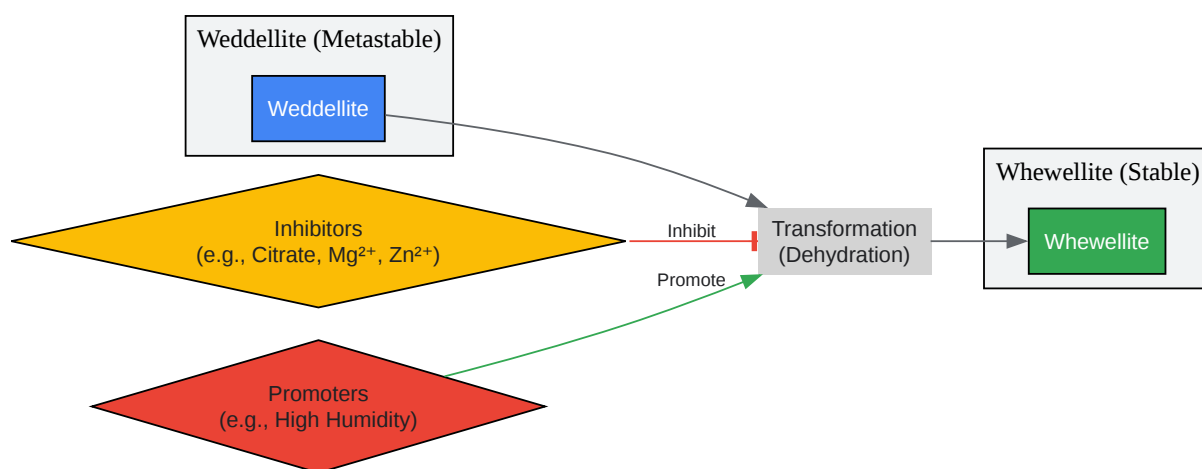 Weddellite (Metastable)
Weddellite
Inhibitors
(e.g., Citrate, Mg²⁺, Zn²⁺)
Inhibit
Promote
Promoters
(e.g., High Humidity)
Transformation
(Dehydration)
Whewellite (Stable)
Whewellite